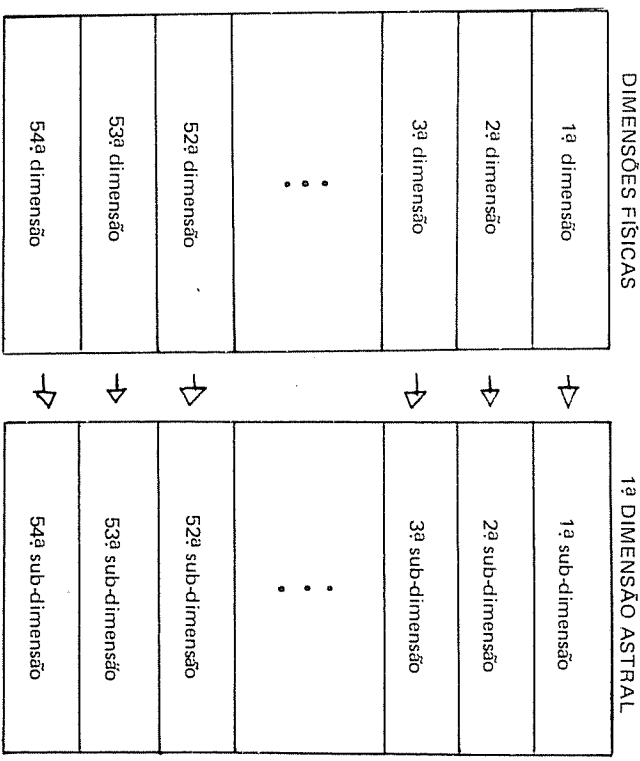 DIMENSÕES FÍSICAS
1ª dimensão
2ª dimensão
3ª dimensão
...
52ª dimensão
53ª dimensão
54ª dimensão
1ª DIMENSÃO ASTRAL
1ª sub-dimensão
2ª sub-dimensão
3ª sub-dimensão
...
52ª sub-dimensão
53ª sub-dimensão
54ª sub-dimensão